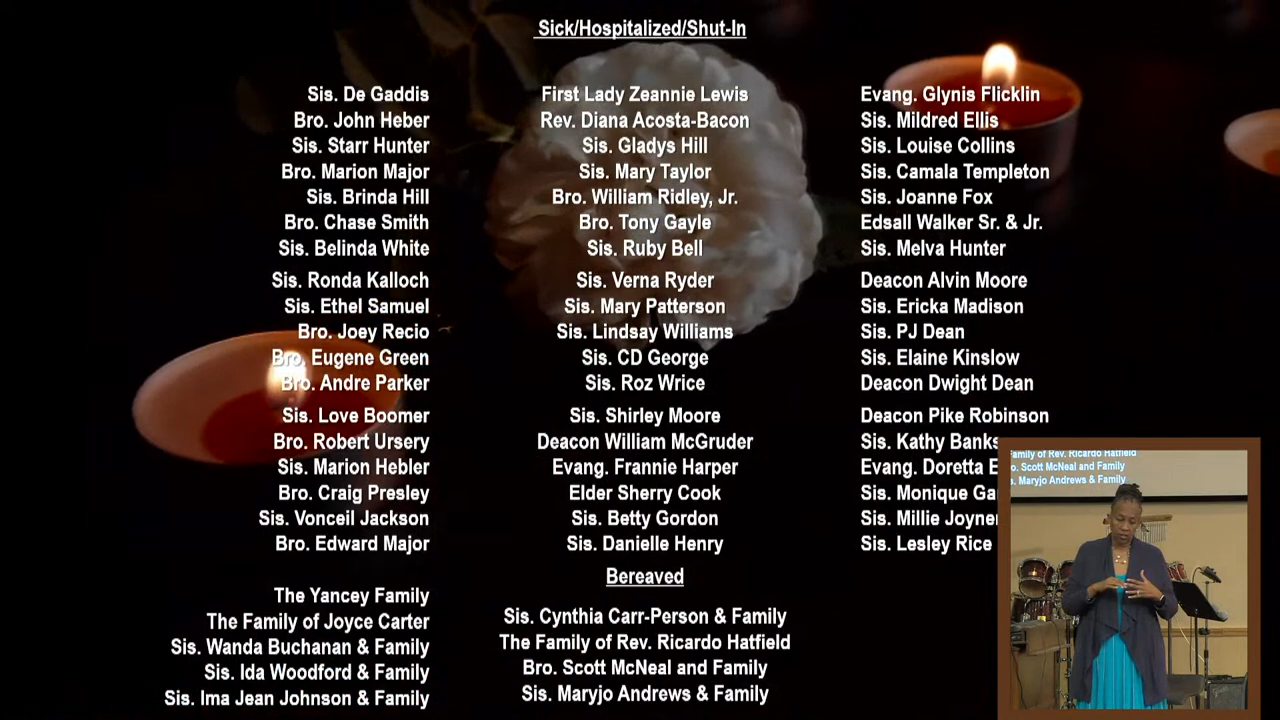 Sick/Hospitalized/Shut-In
Sis. De Gaddis
Bro. John Heber
Sis. Starr Hunter
Bro. Marion Major
Sis. Brinda Hill
Bro. Chase Smith
Sis. Belinda White
Sis. Ronda Kalloch
Sis. Ethel Samuel
Bro. Joey Recio
Bro. Eugene Green
Bro. Andre Parker
Sis. Love Boomer
Bro. Robert Ursery
Sis. Marion Hebler
Bro. Craig Presley
Sis. Vonceil Jackson
Bro. Edward Major
First Lady Zeannie Lewis
Rev. Diana Acosta-Bacon
Sis. Gladys Hill
Sis. Mary Taylor
Bro. William Ridley, Jr.
Bro. Tony Gayle
Sis. Ruby Bell
Sis. Verna Ryder
Sis. Mary Patterson
Sis. Lindsay Williams
Sis. CD George
Sis. Roz Wrice
Sis. Shirley Moore
Deacon William McGruder
Evang. Frannie Harper
Elder Sherry Cook
Sis. Betty Gordon
Sis. Danielle Henry
Evang. Glynis Flicklin
Sis. Mildred Ellis
Sis. Louise Collins
Sis. Camala Templeton
Sis. Joanne Fox
Edsall Walker Sr. & Jr.
Sis. Melva Hunter
Deacon Alvin Moore
Sis. Ericka Madison
Sis. PJ Dean
Sis. Elaine Kinslow
Deacon Dwight Dean
Deacon Pike Robinson
Sis. Kathy Banks
Evang. Doretta
Sis. Monique
Sis. Millie Joyner
Sis. Lesley Rice
Bereaved
The Yancey Family
The Family of Joyce Carter
Sis. Wanda Buchanan & Family
Sis. Ida Woodford & Family
Sis. Ima Jean Johnson & Family
Sis. Cynthia Carr-Person & Family
The Family of Rev. Ricardo Hatfield
Bro. Scott McNeal and Family
Sis. Maryjo Andrews & Family
Family of Rev. Ricardo Hatfield
Scott McNeal and Family
Maryjo Andrews & Family